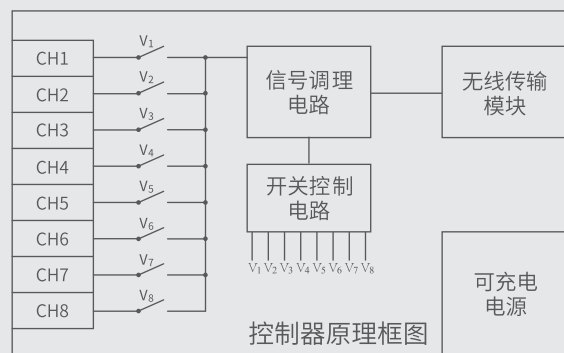 CH1
CH2
CH3
CH4
CH5
CH6
CH7
CH8
V1
V2
V3
V4
V5
V6
V7
V8
信号调理
电路
无线传输
模块
开关控制
电路
V1 V2 V3 V4 V5 V6 V7 V8
可充电
电源
控制器原理框图